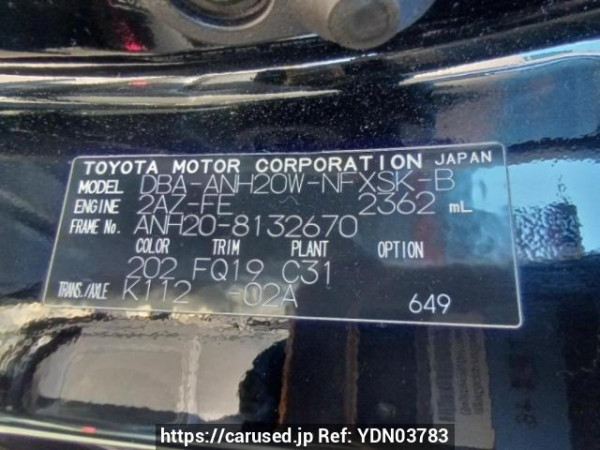 TOYOTA MOTOR CORPORATION JAPAN
MODEL DBA-ANH20W-NFXSK-B
ENGINE 2AZ-FE 2362 mL
FRAME No. ANH20-8132670
COLOR TRIM PLANT OPTION
202 FQ19 C31
TRANS./AXLE K112 -02A
649
https://carused.jp Ref: YDN03783